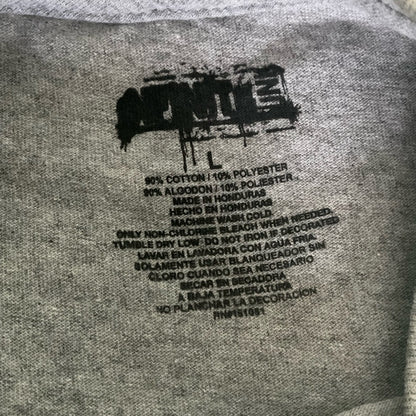 L
90% COTTON / 10% POLYESTER
90% ALGODON / 10% POLIESTER
MADE IN HONDURAS
HECHO EN HONDURAS
MACHINE WASH COLD
ONLY NON-CHLORINE BLEACH WHEN NEEDED
TUMBLE DRY LOW- DO NOT IRON IF DECORATED
LAVAR EN LAVADORA CON AGUA FRIA.
SOLAMENTE USAR BLANQUEADOR SIN
CLORO CUANDO SEA NECESARIO
SECAR EN SECADORA
A BAJA TEMPERATURA
NO PLANCHAR LA DECORACION